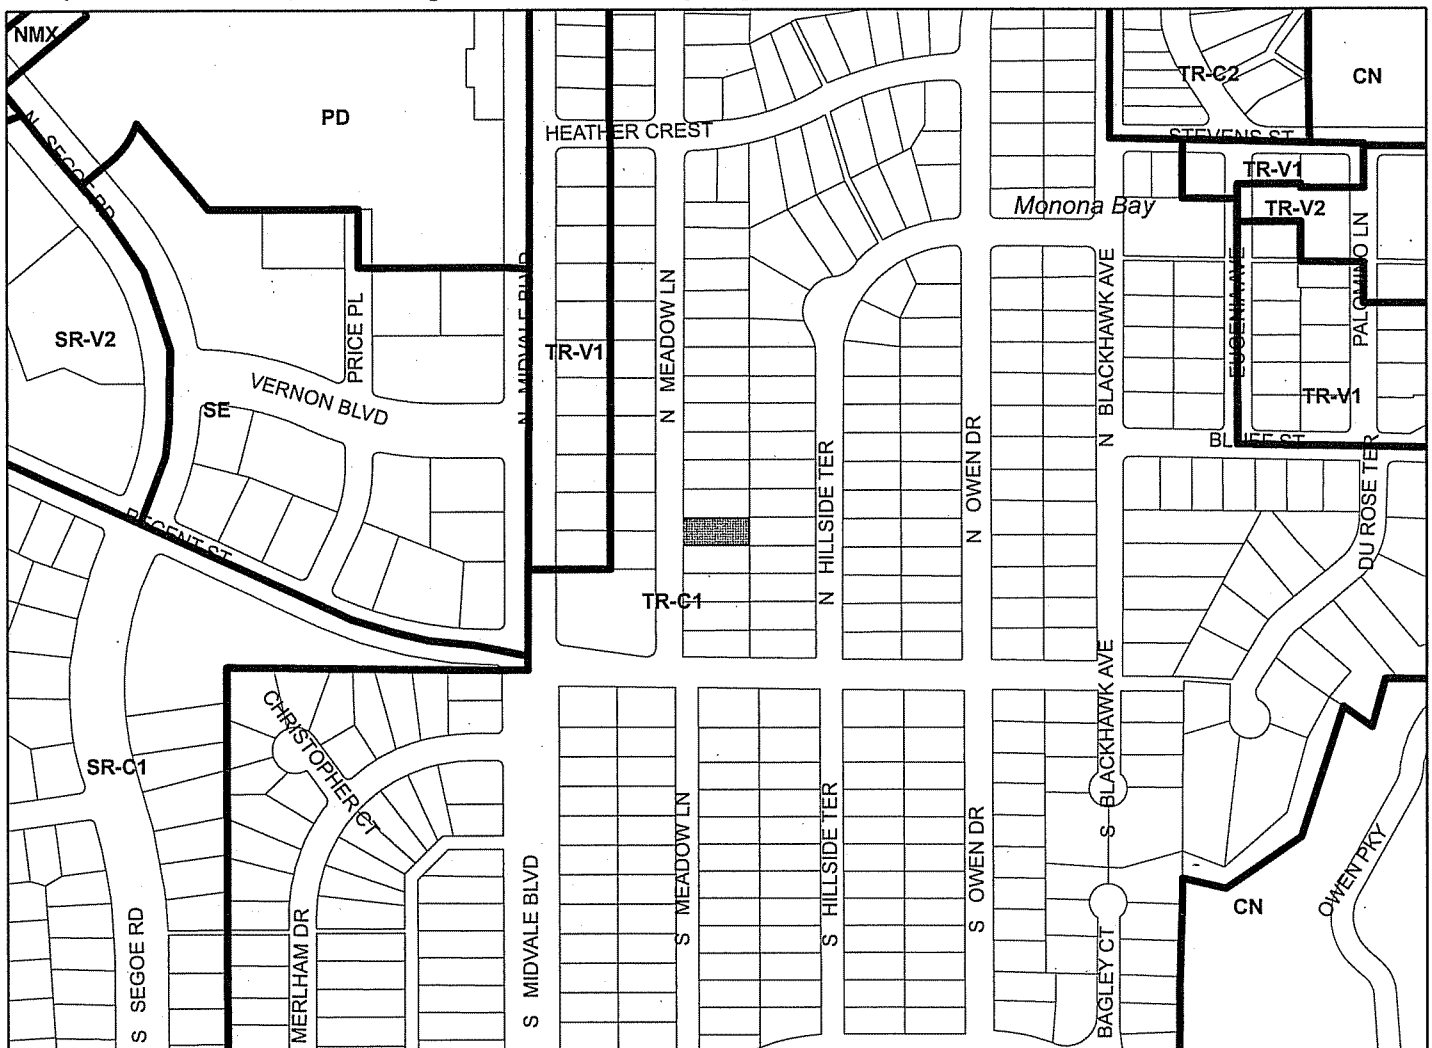 NMX
PD
TR-C2
CN
HEATHER CREST
STEVENS ST
N SEGOE RD
TR-V1
Monona Bay
TR-V2
N MIDVALE BLVD
N MEADOW LN
N BLACKHAWK AVE
EUGENIA AVE
PALOMINO LN
PRICE PL
SR-V2
TR-V1
VERNON BLVD
SE
TR-V1
BLUFF ST
N HILLSIDE TER
N OWEN DR
DU ROSE TER
REGENT ST
TR-C1
CHRISTOPHER CT
S BLACKHAWK AVE
SR-C1
S MEADOW LN
S HILLSIDE TER
S OWEN DR
OWEN PKY
CN
S SEGOE RD
MERLHAM DR
S MIDVALE BLVD
BAGLEY CT